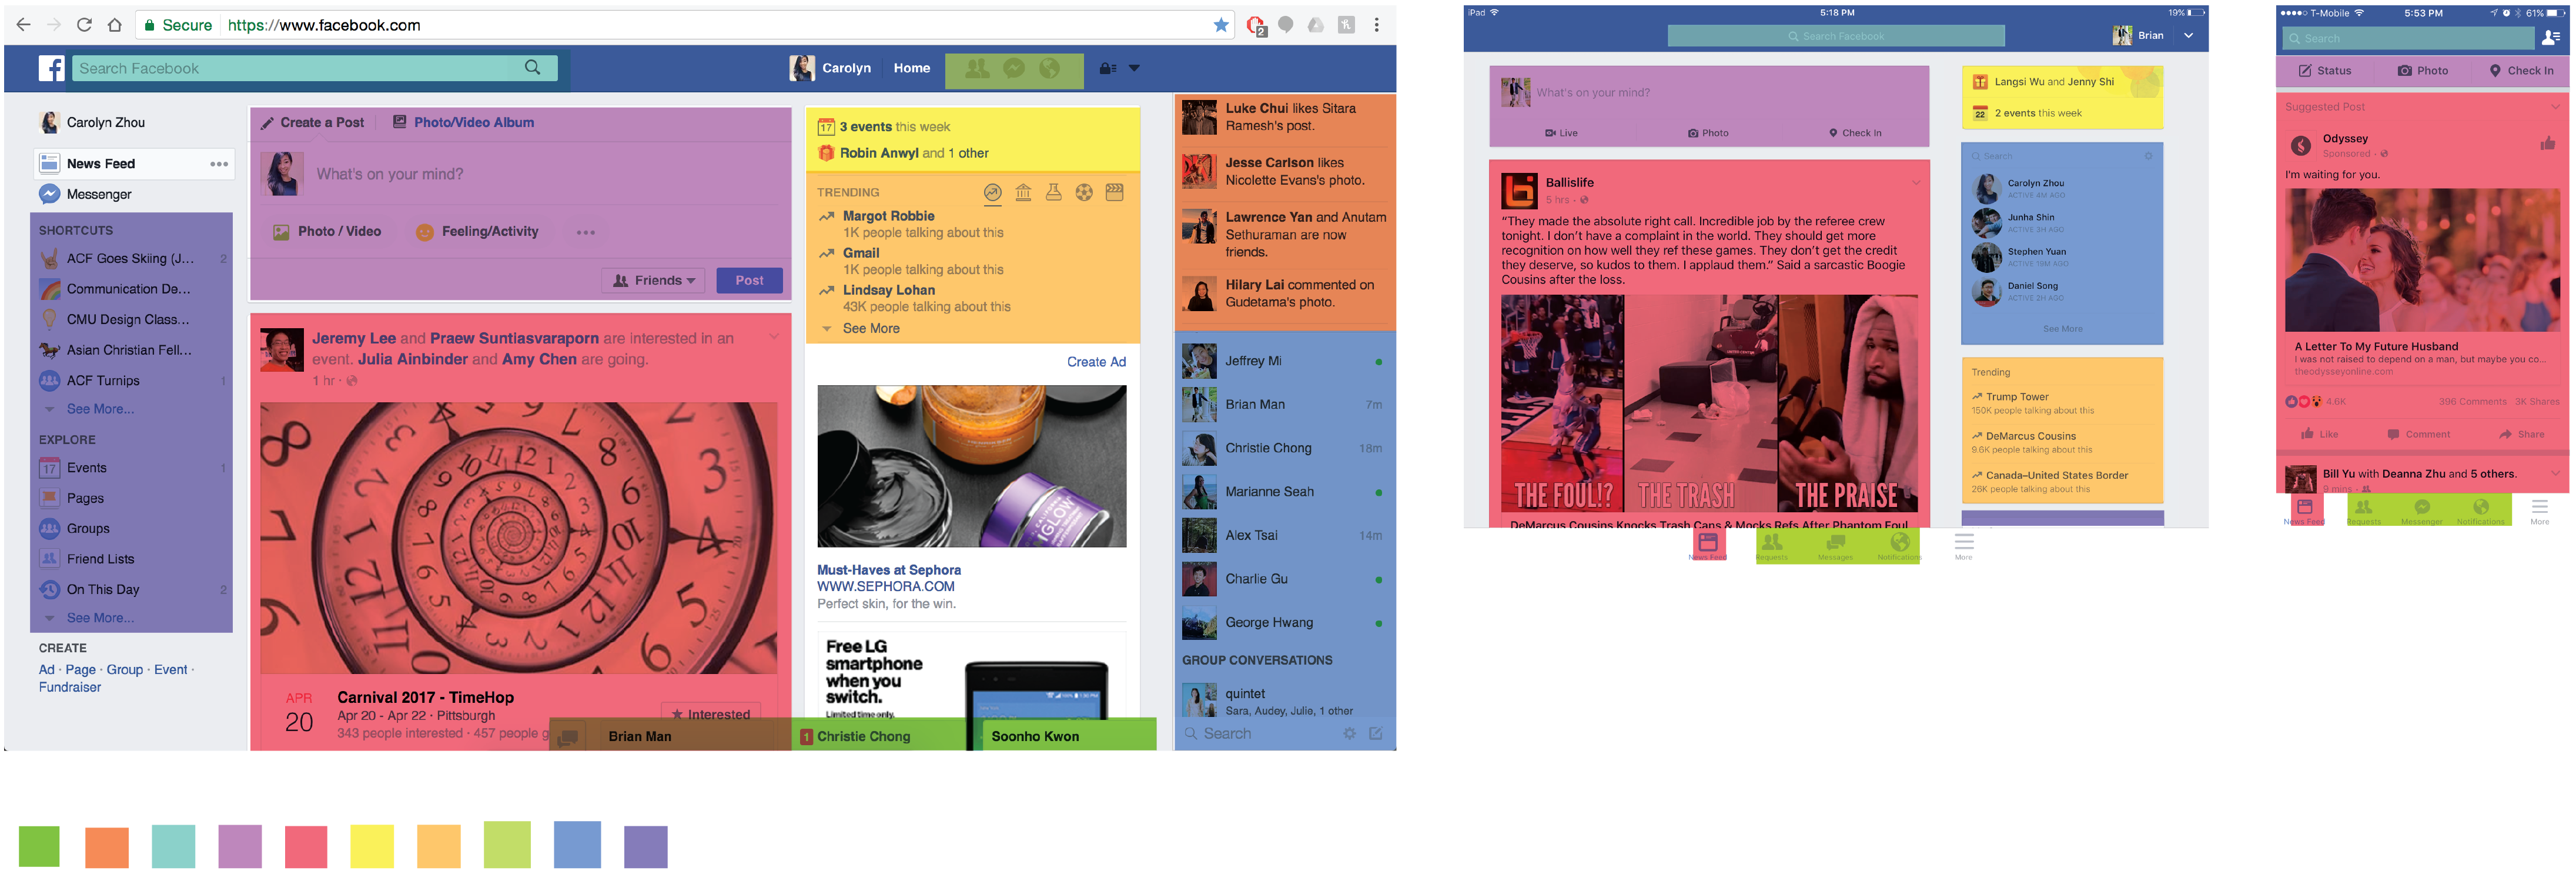 Secure
https://www.facebook.com
2
Search Facebook
Carolyn
Home
Carolyn Zhou
News Feed
Messenger
SHORTCUTS
ACF Goes Skiing (J... 2
Communication De...
CMU Design Class...
Asian Christian Fell...
ACF Turnips 1
See More...
EXPLORE
17 Events 1
Pages
Groups
Friend Lists
On This Day 2
See More...
CREATE
Ad · Page · Group · Event ·
Fundraiser
Create a Post
Photo/Video Album
What's on your mind?
Photo / Video
Feeling/Activity
Friends
Post
Jeremy Lee and Praew Suntiasvaraporn are interested in an
event. Julia Ainbinder and Amy Chen are going.
1 hr ·
APR
20
Carnival 2017 - TimeHop
Apr 20 - Apr 22 · Pittsburgh
343 people interested · 457 people g
Interested
Brian Man
1 Christie Chong
Soonho Kwon
17 3 events this week
Robin Anwyl and 1 other
TRENDING
Margot Robbie
1K people talking about this
Gmail
1K people talking about this
Lindsay Lohan
43K people talking about this
See More
Create Ad
Must-Haves at Sephora
WWW.SEPHORA.COM
Perfect skin, for the win.
Free LG
smartphone
when you
switch.
Limited time only.
Luke Chui likes Sitara
Ramesh's post.
Jesse Carlson likes
Nicolette Evans's photo.
Lawrence Yan and Anutam
Sethuraman are now
friends.
Hilary Lai commented on
Gudetama's photo.
Jeffrey Mi
Brian Man 7m
Christie Chong 18m
Marianne Seah
Alex Tsai 14m
Charlie Gu
George Hwang
GROUP CONVERSATIONS
quintet
Sara, Audey, Julie, 1 other
Search
iPad
5:18 PM
19%
Search Facebook
Brian
What's on your mind?
Live
Photo
Check In
Ballislife
5 hrs ·
“They made the absolute right call. Incredible job by the referee crew
tonight. I don't have a complaint in the world. They should get more
recognition on how well they ref these games. They don't get the credit
they deserve, so kudos to them. I applaud them.” Said a sarcastic Boogie
Cousins after the loss.
THE FOUL!?
THE TRASH
THE PRAISE
DeMarcus Cousins Knocks Trash Cans & Mocks Refs After Phantom Foul
News Feed
Requests
Messages
Notifications
More
Langsi Wu and Jenny Shi
22 2 events this week
Search
Carolyn Zhou
ACTIVE 4M AGO
Junha Shin
ACTIVE 3H AGO
Stephen Yuan
ACTIVE 18M AGO
Daniel Song
ACTIVE 2H AGO
See More
Trending
Trump Tower
150K people talking about this
DeMarcus Cousins
9.6K people talking about this
Canada–United States Border
26K people talking about this
T-Mobile
5:53 PM
61%
Search
Status
Photo
Check In
Suggested Post
Odyssey
Sponsored ·
I'm waiting for you.
A Letter To My Future Husband
I was not raised to depend on a man, but maybe you co...
theodysseyonline.com
4.6K
396 Comments 3K Shares
Like
Comment
Share
Bill Yu with Deanna Zhu and 5 others.
9 mins ·
News Feed
Requests
Messenger
Notifications
More